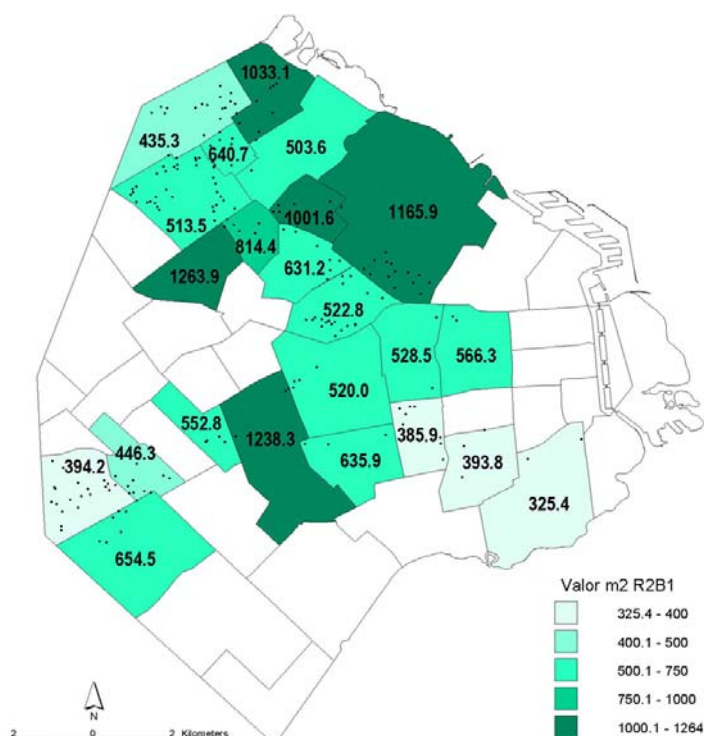 1033.1
435.3
640.7
503.6
513.5
1001.6
1165.9
814.4
631.2
1263.9
522.8
528.5
566.3
520.0
552.8
1238.3
385.9
446.3
394.2
635.9
393.8
325.4
654.5
Valor m2 R2B1
325.4 - 400
400.1 - 500
500.1 - 750
750.1 - 1000
1000.1 - 1264
N
2 0 2 Kilometers